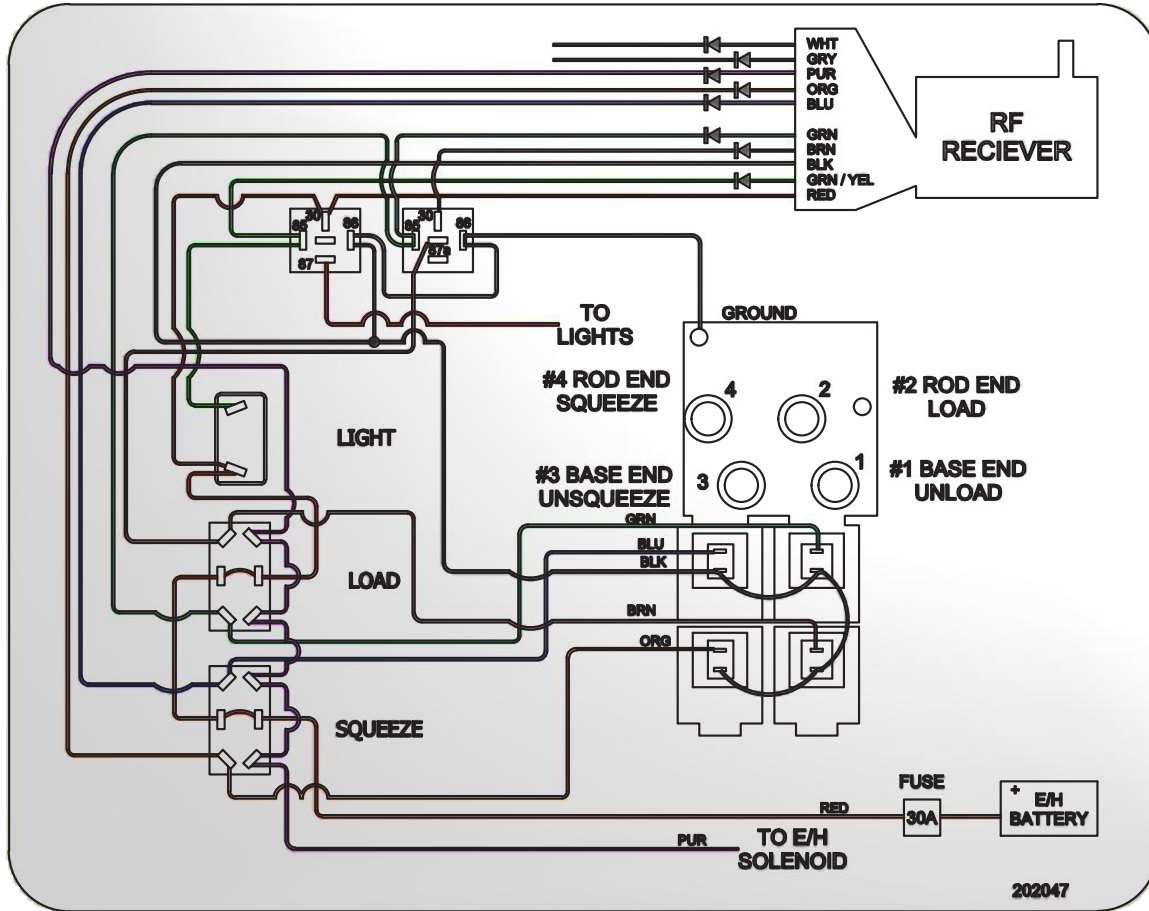 WHT
GRY
PUR
ORG
BLU
GRN
BRN
BLK
GRN / YEL
RED
RF
RECIEVER
30
85
86
87
30
85
86
87a
TO
LIGHTS
GROUND
#4 ROD END
SQUEEZE
4
2
#2 ROD END
LOAD
LIGHT
#3 BASE END
UNSQUEEZE
3
1
#1 BASE END
UNLOAD
GRN
BLU
BLK
LOAD
BRN
ORG
SQUEEZE
FUSE
RED
30A
+
E/H
BATTERY
PUR
TO E/H
SOLENOID
202047